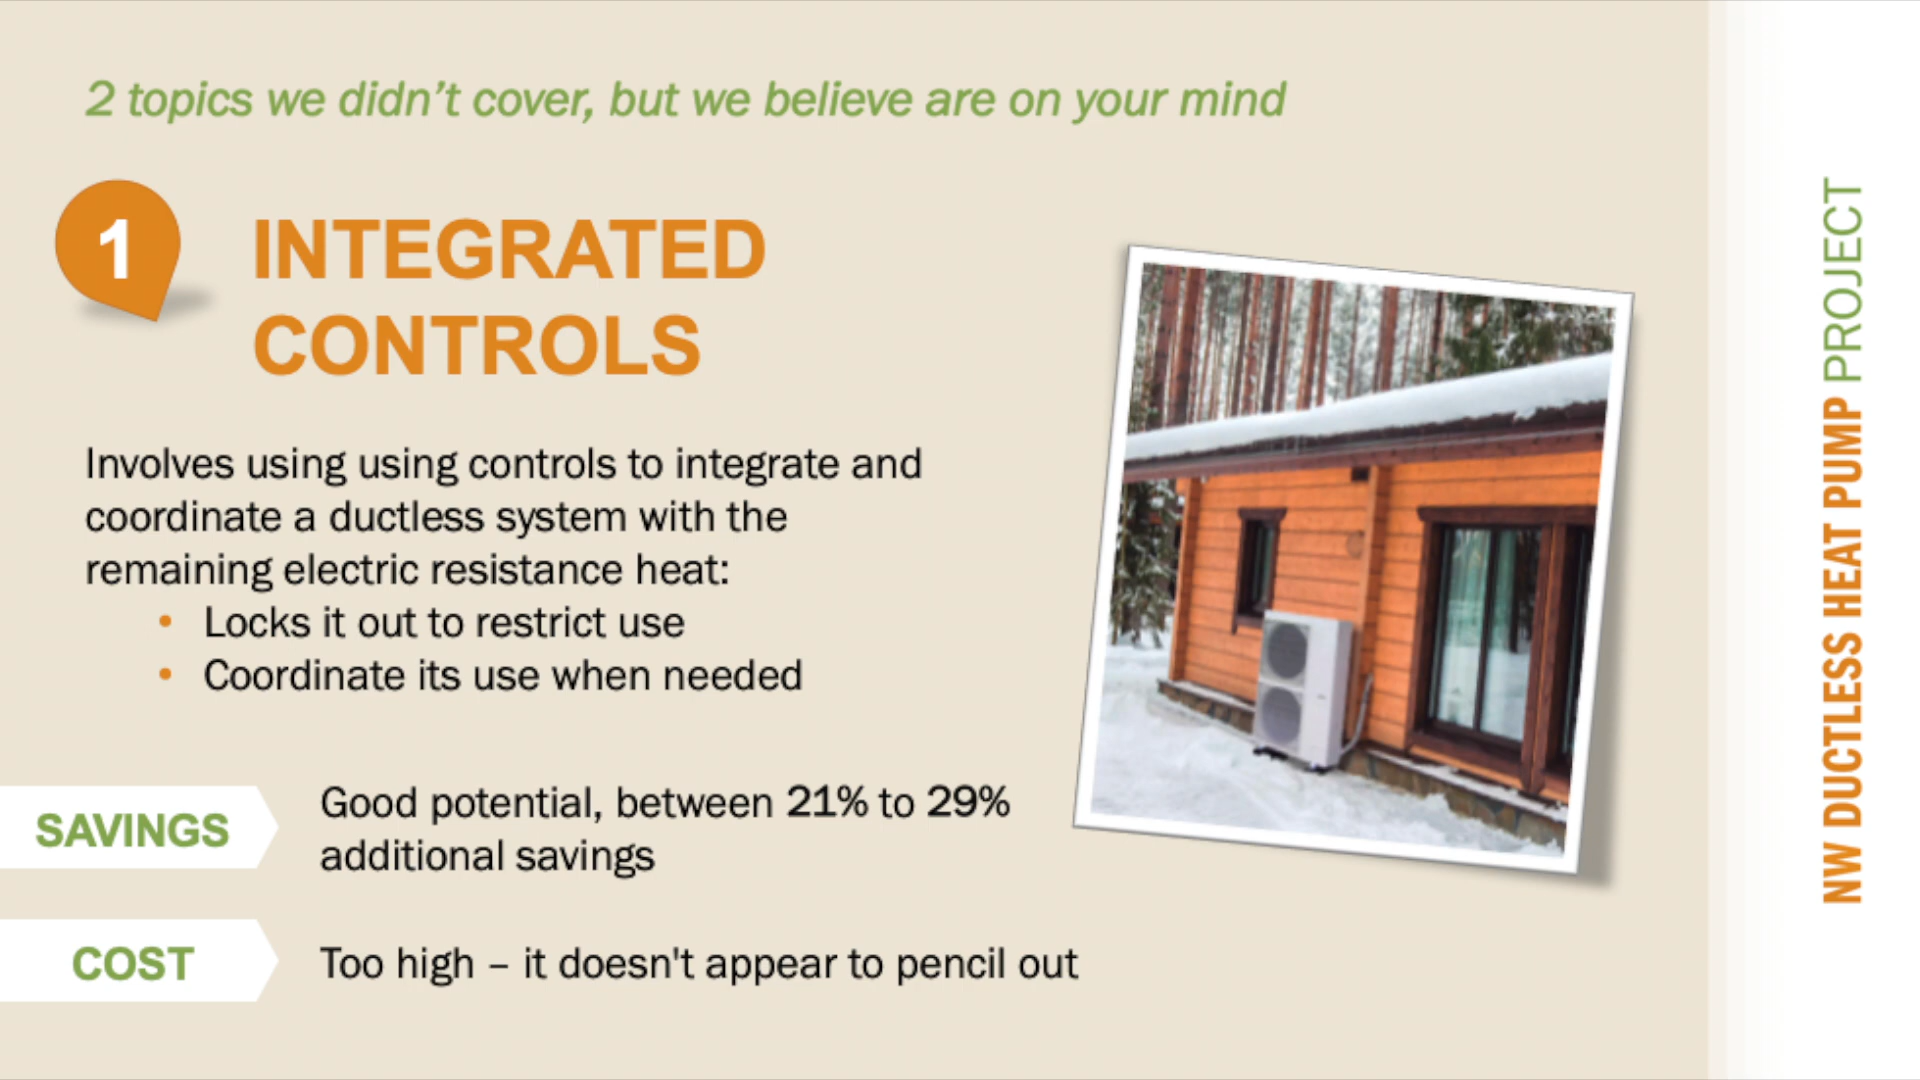 2 topics we didn’t cover, but we believe are on your mind
1
INTEGRATED
CONTROLS
Involves using using controls to integrate and
coordinate a ductless system with the
remaining electric resistance heat:
• Locks it out to restrict use
• Coordinate its use when needed
SAVINGS
Good potential, between 21% to 29%
additional savings
COST
Too high – it doesn't appear to pencil out
NW DUCTLESS HEAT PUMP PROJECT